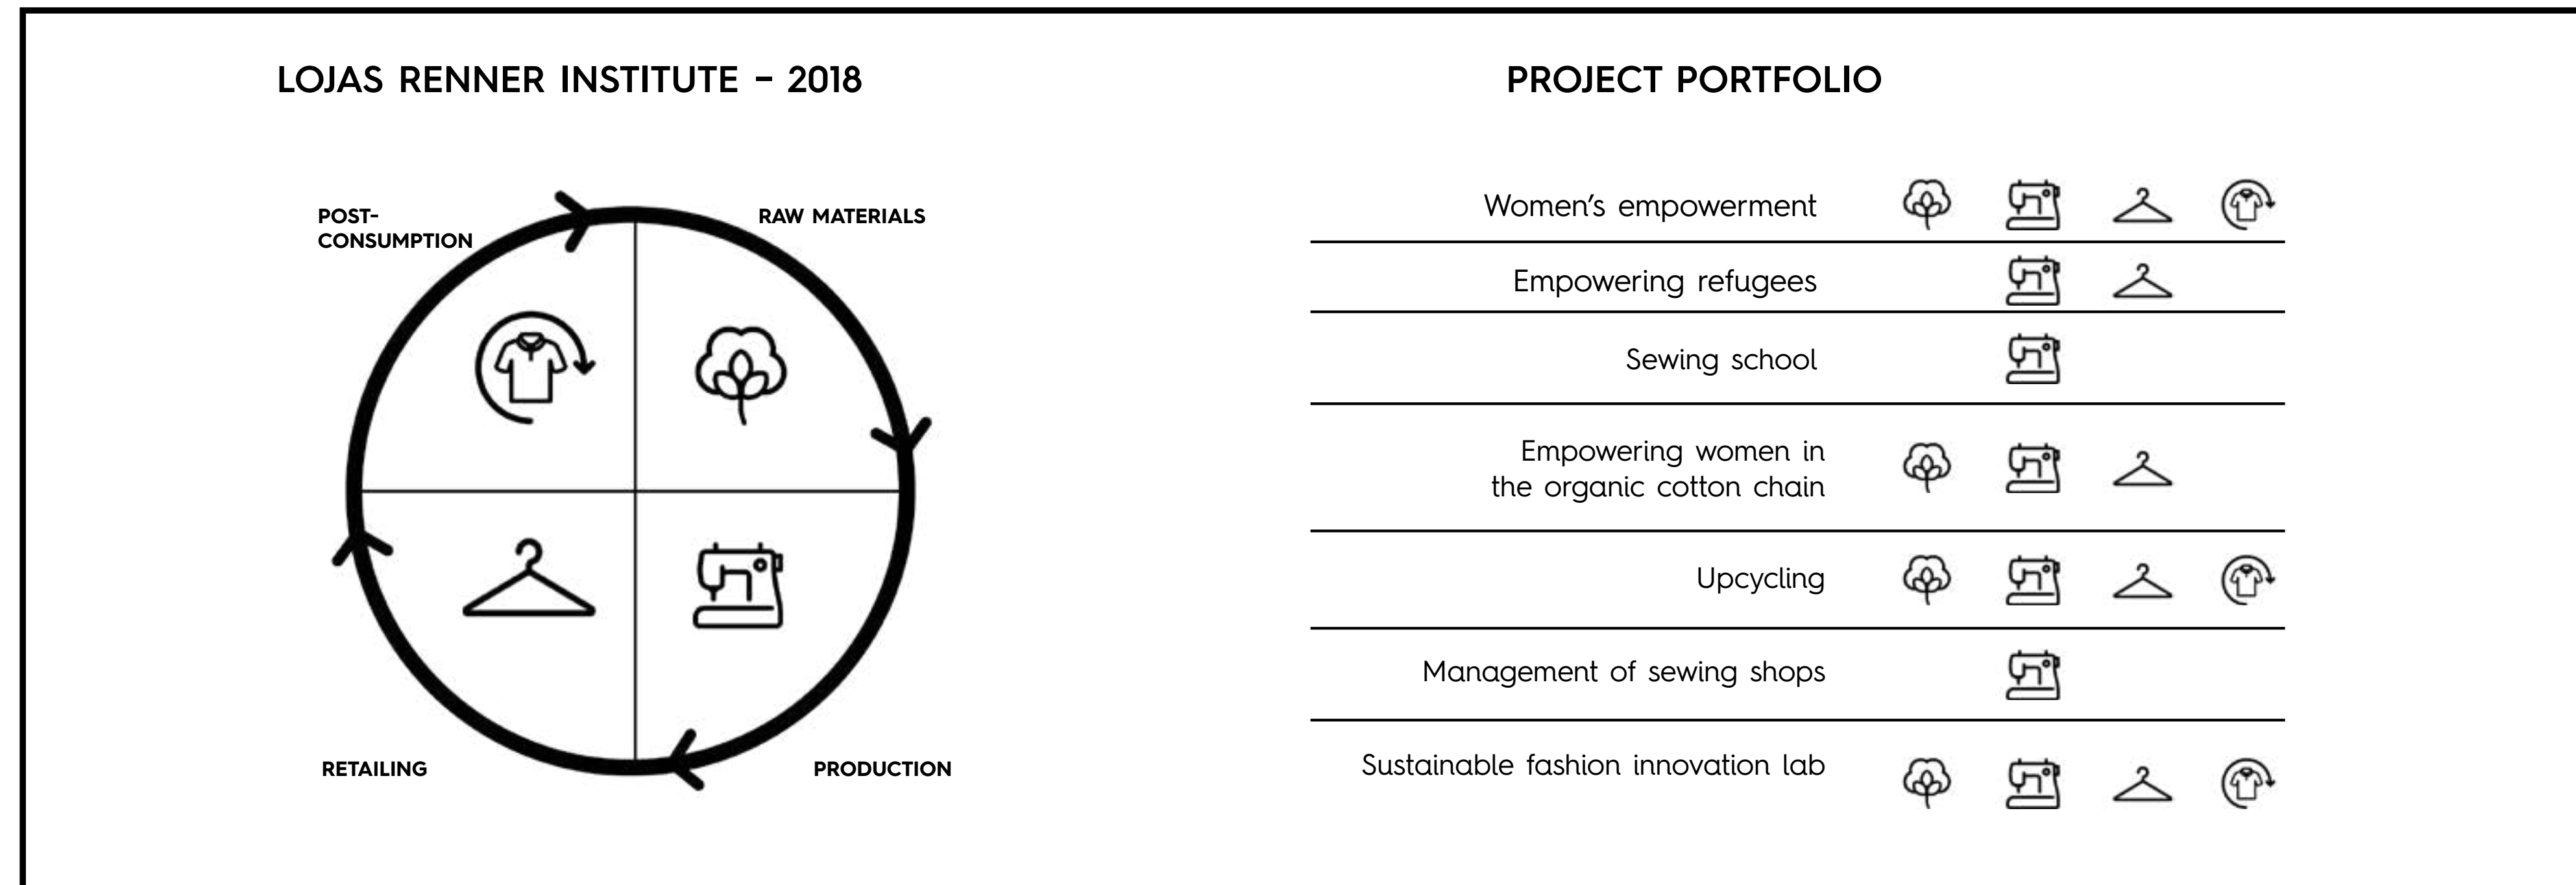 LOJAS RENNER INSTITUTE - 2018
POST-
CONSUMPTION
RAW MATERIALS
RETAILING
PRODUCTION
PROJECT PORTFOLIO
Women’s empowerment
Empowering refugees
Sewing school
Empowering women in
the organic cotton chain
Upcycling
Management of sewing shops
Sustainable fashion innovation lab